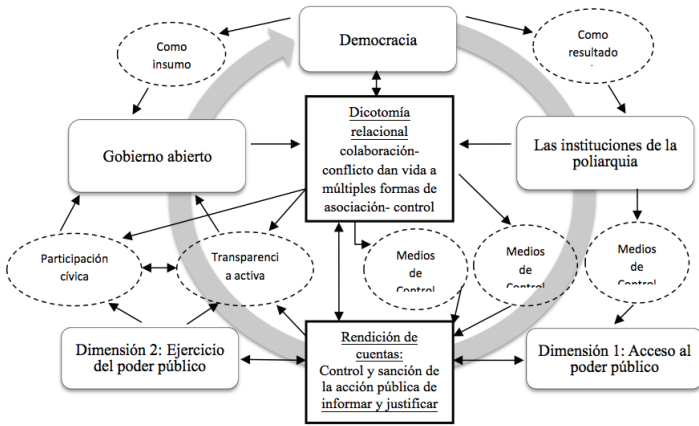 Democracia
Como
insumo
Como
resultado
Dicotomía
relacional
colaboración-
conflicto dan vida a
múltiples formas de
asociación- control
Gobierno abierto
Las instituciones de la
poliarquia
Participación
cívica
Transparenci
a activa
Medios
de
Control
Medios
de
Control
Medios
de
Control
Dimensión 2: Ejercicio
del poder público
Rendición de
cuentas:
Control y sanción de
la acción pública de
informar y justificar
Dimensión 1: Acceso al
poder público